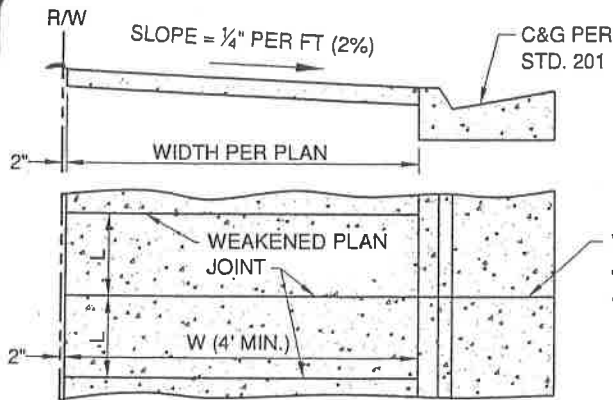 R/W
SLOPE = 1/4" PER FT (2%)
C&G PER
STD. 201
WIDTH PER PLAN
2"
WEAKENED PLAN
JOINT
L
L
W (4' MIN.)
2"